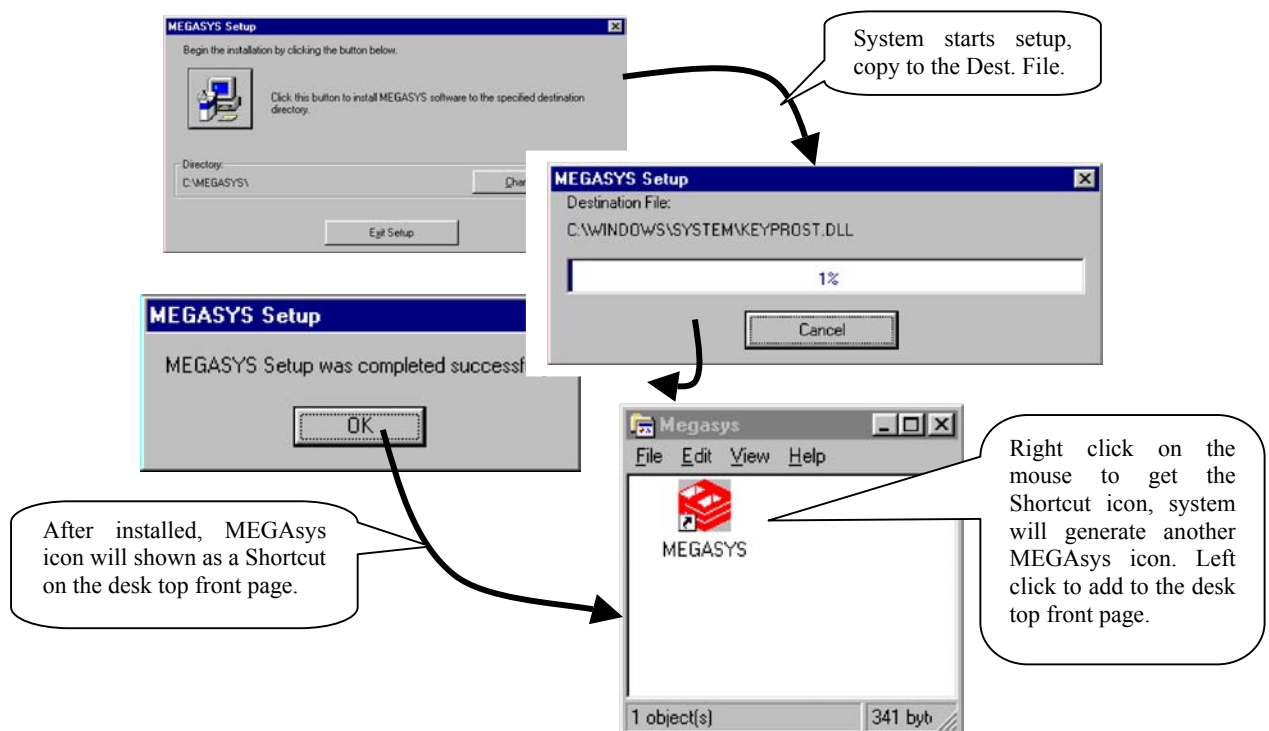 MEGASYS Setup
Begin the installation by clicking the button below.
Click this button to install MEGASYS software to the specified destination
directory.
Directory:
C:\MEGASYS\
Exit Setup
System starts setup,
copy to the Dest. File.
MEGASYS Setup
Destination File:
C:\WINDOWS\SYSTEM\KEYPROST.DLL
1%
Cancel
MEGASYS Setup
MEGASYS Setup was completed
OK
After installed, MEGAsys
icon will shown as a Shortcut
on the desk top front page.
Megasys
File Edit View Help
MEGASYS
1 object(s)
341
Right click on the
mouse to get the
Shortcut icon, system
will generate another
MEGAsys icon. Left
click to add to the desk
top front page.